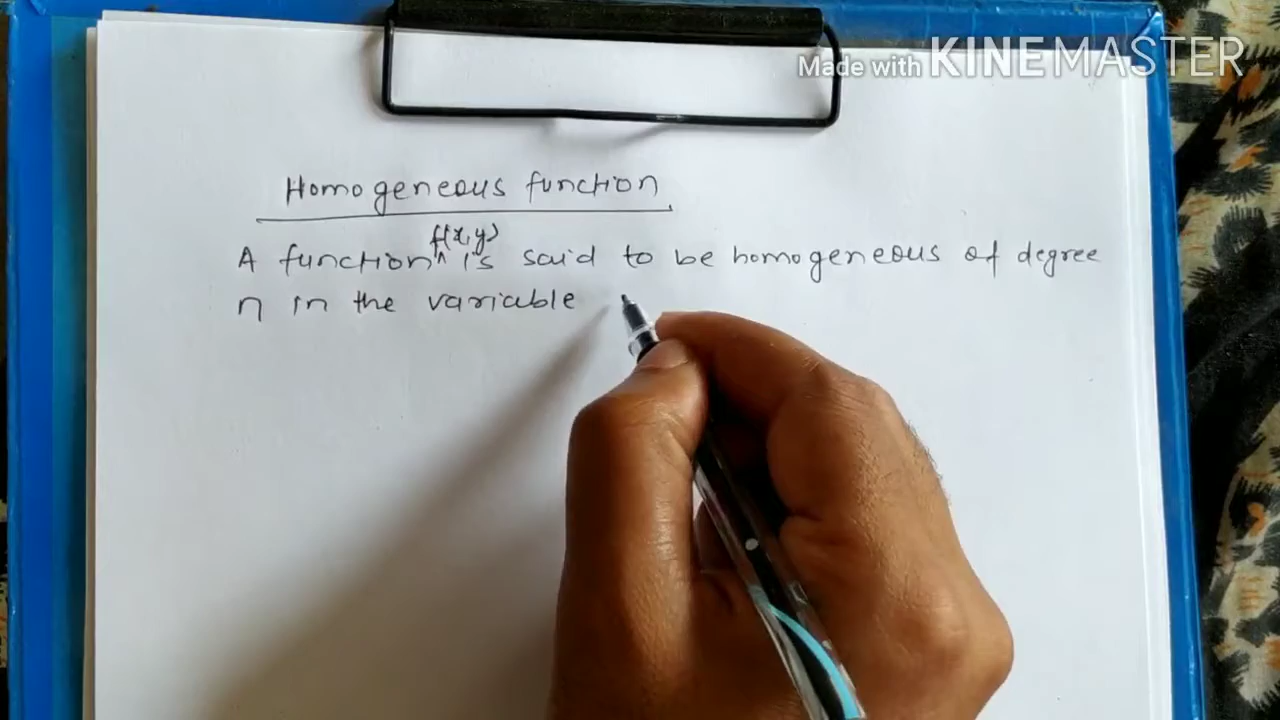 Made with KINEMASTER
Homogeneous function
f(x,y)
A function ^ is said to be homogeneous of degree
n in the variable